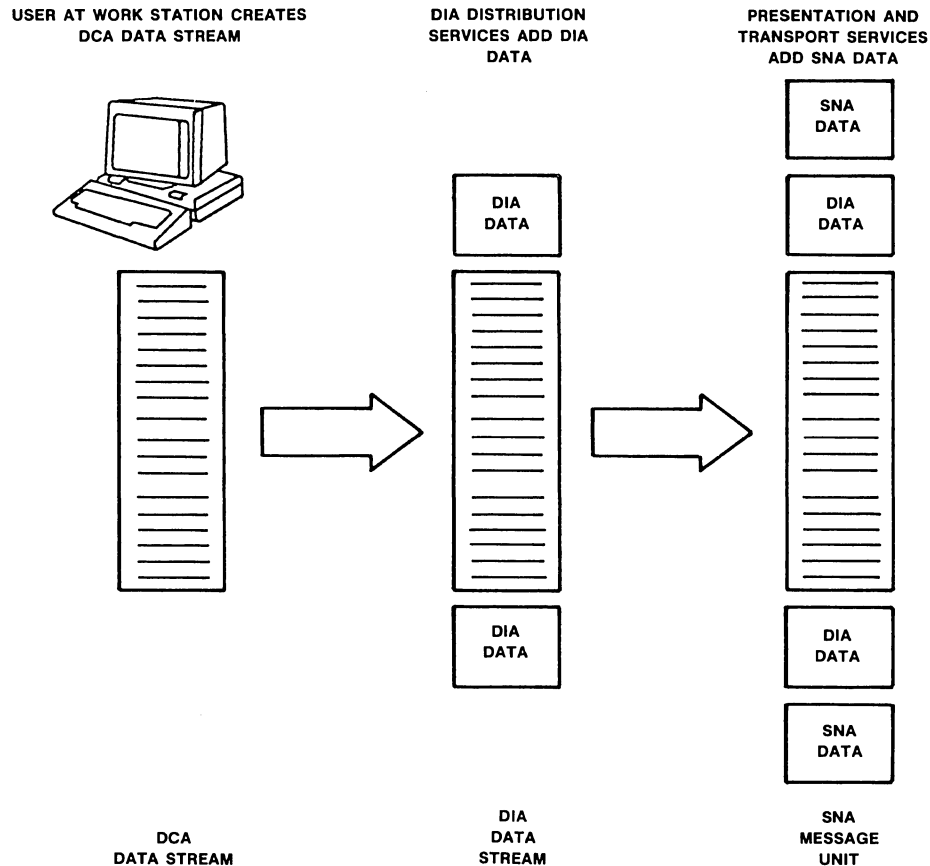 USER AT WORK STATION CREATES
DCA DATA STREAM
DIA DISTRIBUTION
SERVICES ADD DIA
DATA
PRESENTATION AND
TRANSPORT SERVICES
ADD SNA DATA
SNA
DATA
DIA
DATA
DIA
DATA
DIA
DATA
DIA
DATA
SNA
DATA
DCA
DATA STREAM
DIA
DATA
STREAM
SNA
MESSAGE
UNIT